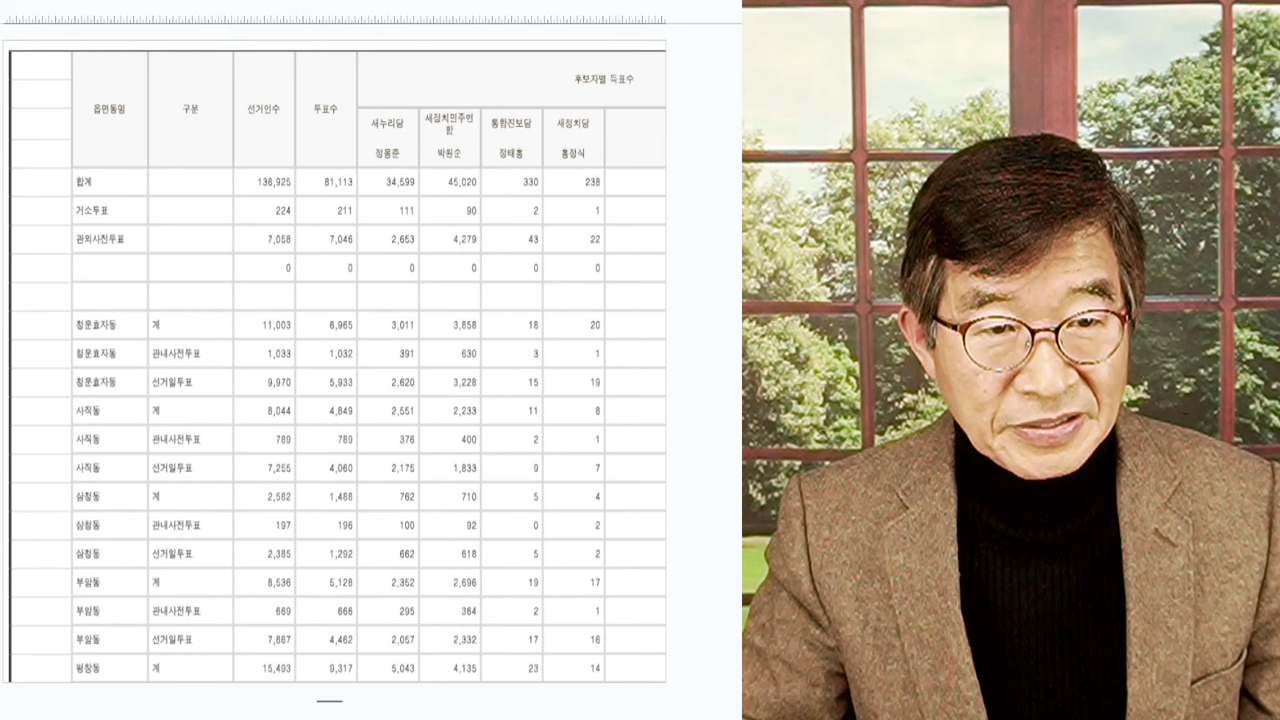 읍면동명 구분 선거인수 투표수 후보자별 득표수
새누리당 새정치민주연합 통합진보당 새정치당
정몽준 박원순 정태흥 홍정식
합계 136,925 81,113 34,599 45,020 330 238
거소투표 224 211 111 90 2 1
관외사전투표 7,058 7,046 2,653 4,279 43 22
0 0 0 0 0 0
청운효자동 계 11,003 6,965 3,011 3,858 18 20
청운효자동 관내사전투표 1,033 1,032 391 630 3 1
청운효자동 선거일투표 9,970 5,933 2,620 3,228 15 19
사직동 계 8,044 4,849 2,551 2,233 11 8
사직동 관내사전투표 789 789 376 400 2 1
사직동 선거일투표 7,255 4,060 2,175 1,833 9 7
삼청동 계 2,582 1,488 762 710 5 4
삼청동 관내사전투표 197 196 100 92 0 2
삼청동 선거일투표 2,385 1,292 662 618 5 2
부암동 계 8,536 5,128 2,352 2,696 19 17
부암동 관내사전투표 669 666 295 364 2 1
부암동 선거일투표 7,867 4,462 2,057 2,332 17 16
평창동 계 15,493 9,317 5,043 4,135 23 14